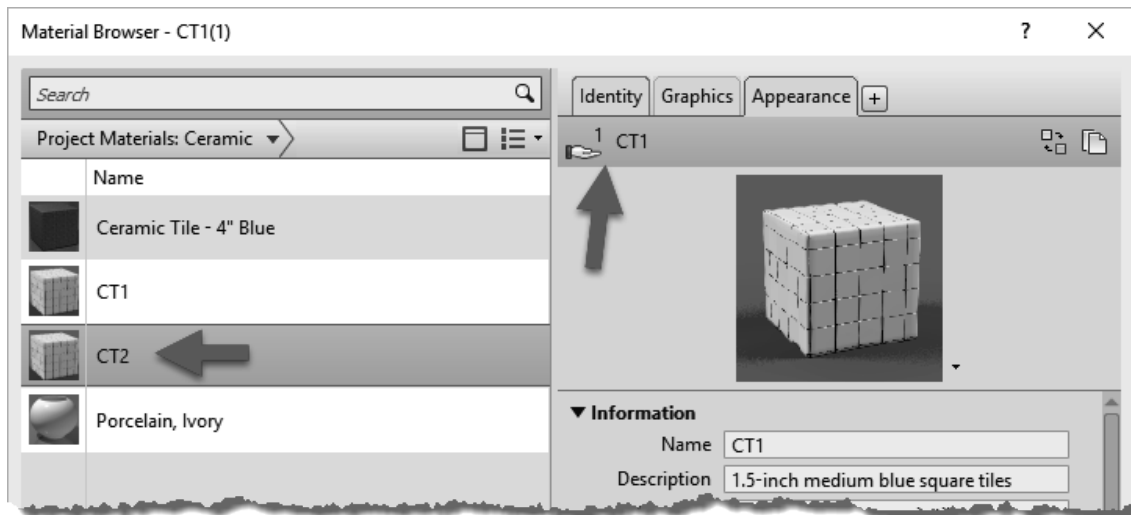 Material Browser - CT1(1)
?
Search
Project Materials: Ceramic
Name
Ceramic Tile - 4" Blue
CT1
CT2
Porcelain, Ivory
Identity Graphics Appearance +
1 CT1
Information
Name CT1
Description 1.5-inch medium blue square tiles